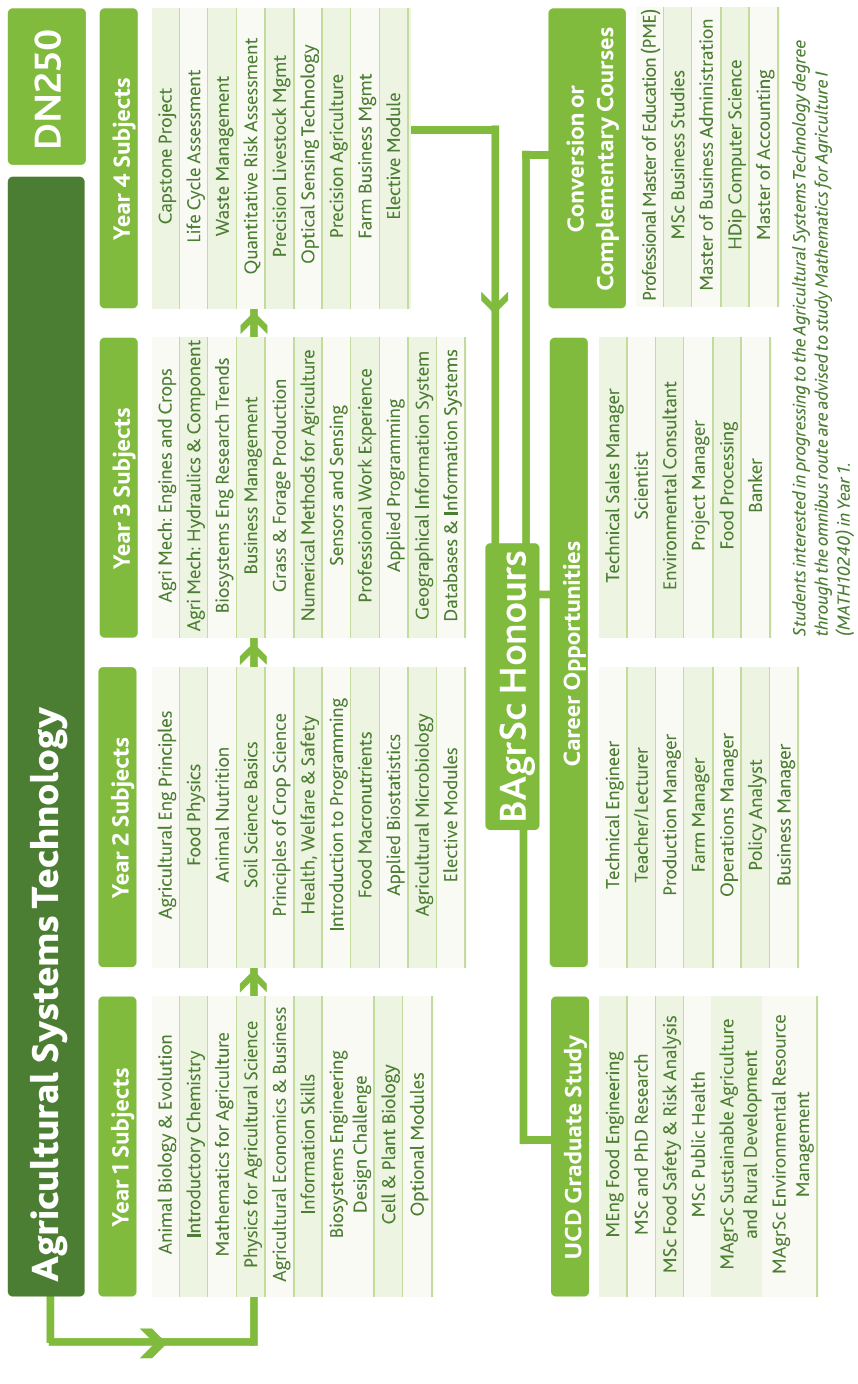 Agricultural Systems Technology
DN250
Year 1 Subjects
Animal Biology & Evolution
Introductory Chemistry
Mathematics for Agriculture
Physics for Agricultural Science
Agricultural Economics & Business
Information Skills
Biosystems Engineering
Design Challenge
Cell & Plant Biology
Optional Modules
Year 2 Subjects
Agricultural Eng Principles
Food Physics
Animal Nutrition
Soil Science Basics
Principles of Crop Science
Health, Welfare & Safety
Introduction to Programming
Food Macronutrients
Applied Biostatistics
Agricultural Microbiology
Elective Modules
Year 3 Subjects
Agri Mech: Engines and Crops
Agri Mech: Hydraulics & Component
Biosystems Eng Research Trends
Business Management
Grass & Forage Production
Numerical Methods for Agriculture
Sensors and Sensing
Professional Work Experience
Applied Programming
Geographical Information System
Databases & Information Systems
Year 4 Subjects
Capstone Project
Life Cycle Assessment
Waste Management
Quantitative Risk Assessment
Precision Livestock Mgmt
Optical Sensing Technology
Precision Agriculture
Farm Business Mgmt
Elective Module
BAgrSc Honours
UCD Graduate Study
MEng Food Engineering
MSc and PhD Research
MSc Food Safety & Risk Analysis
MSc Public Health
MAgrSc Sustainable Agriculture
and Rural Development
MAgrSc Environmental Resource
Management
Career Opportunities
Technical Engineer
Teacher/Lecturer
Production Manager
Farm Manager
Operations Manager
Policy Analyst
Business Manager
Technical Sales Manager
Scientist
Environmental Consultant
Project Manager
Food Processing
Banker
Conversion or
Complementary Courses
Professional Master of Education (PME)
MSc Business Studies
Master of Business Administration
HDip Computer Science
Master of Accounting
Students interested in progressing to the Agricultural Systems Technology degree
through the omnibus route are advised to study Mathematics for Agriculture I
(MATH10240) in Year 1.